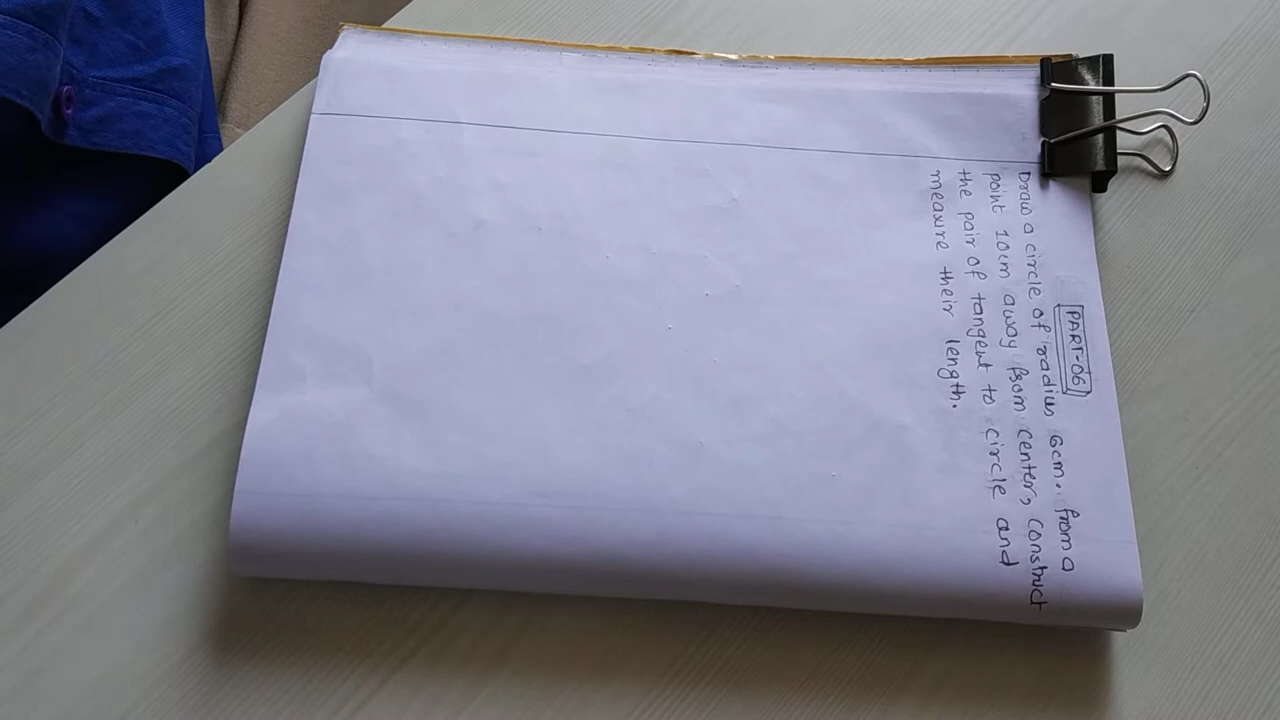 PART-06
Draw a circle of radius 6cm. from a
point 10cm away from center, construct
the pair of tangent to circle and
measure their length.